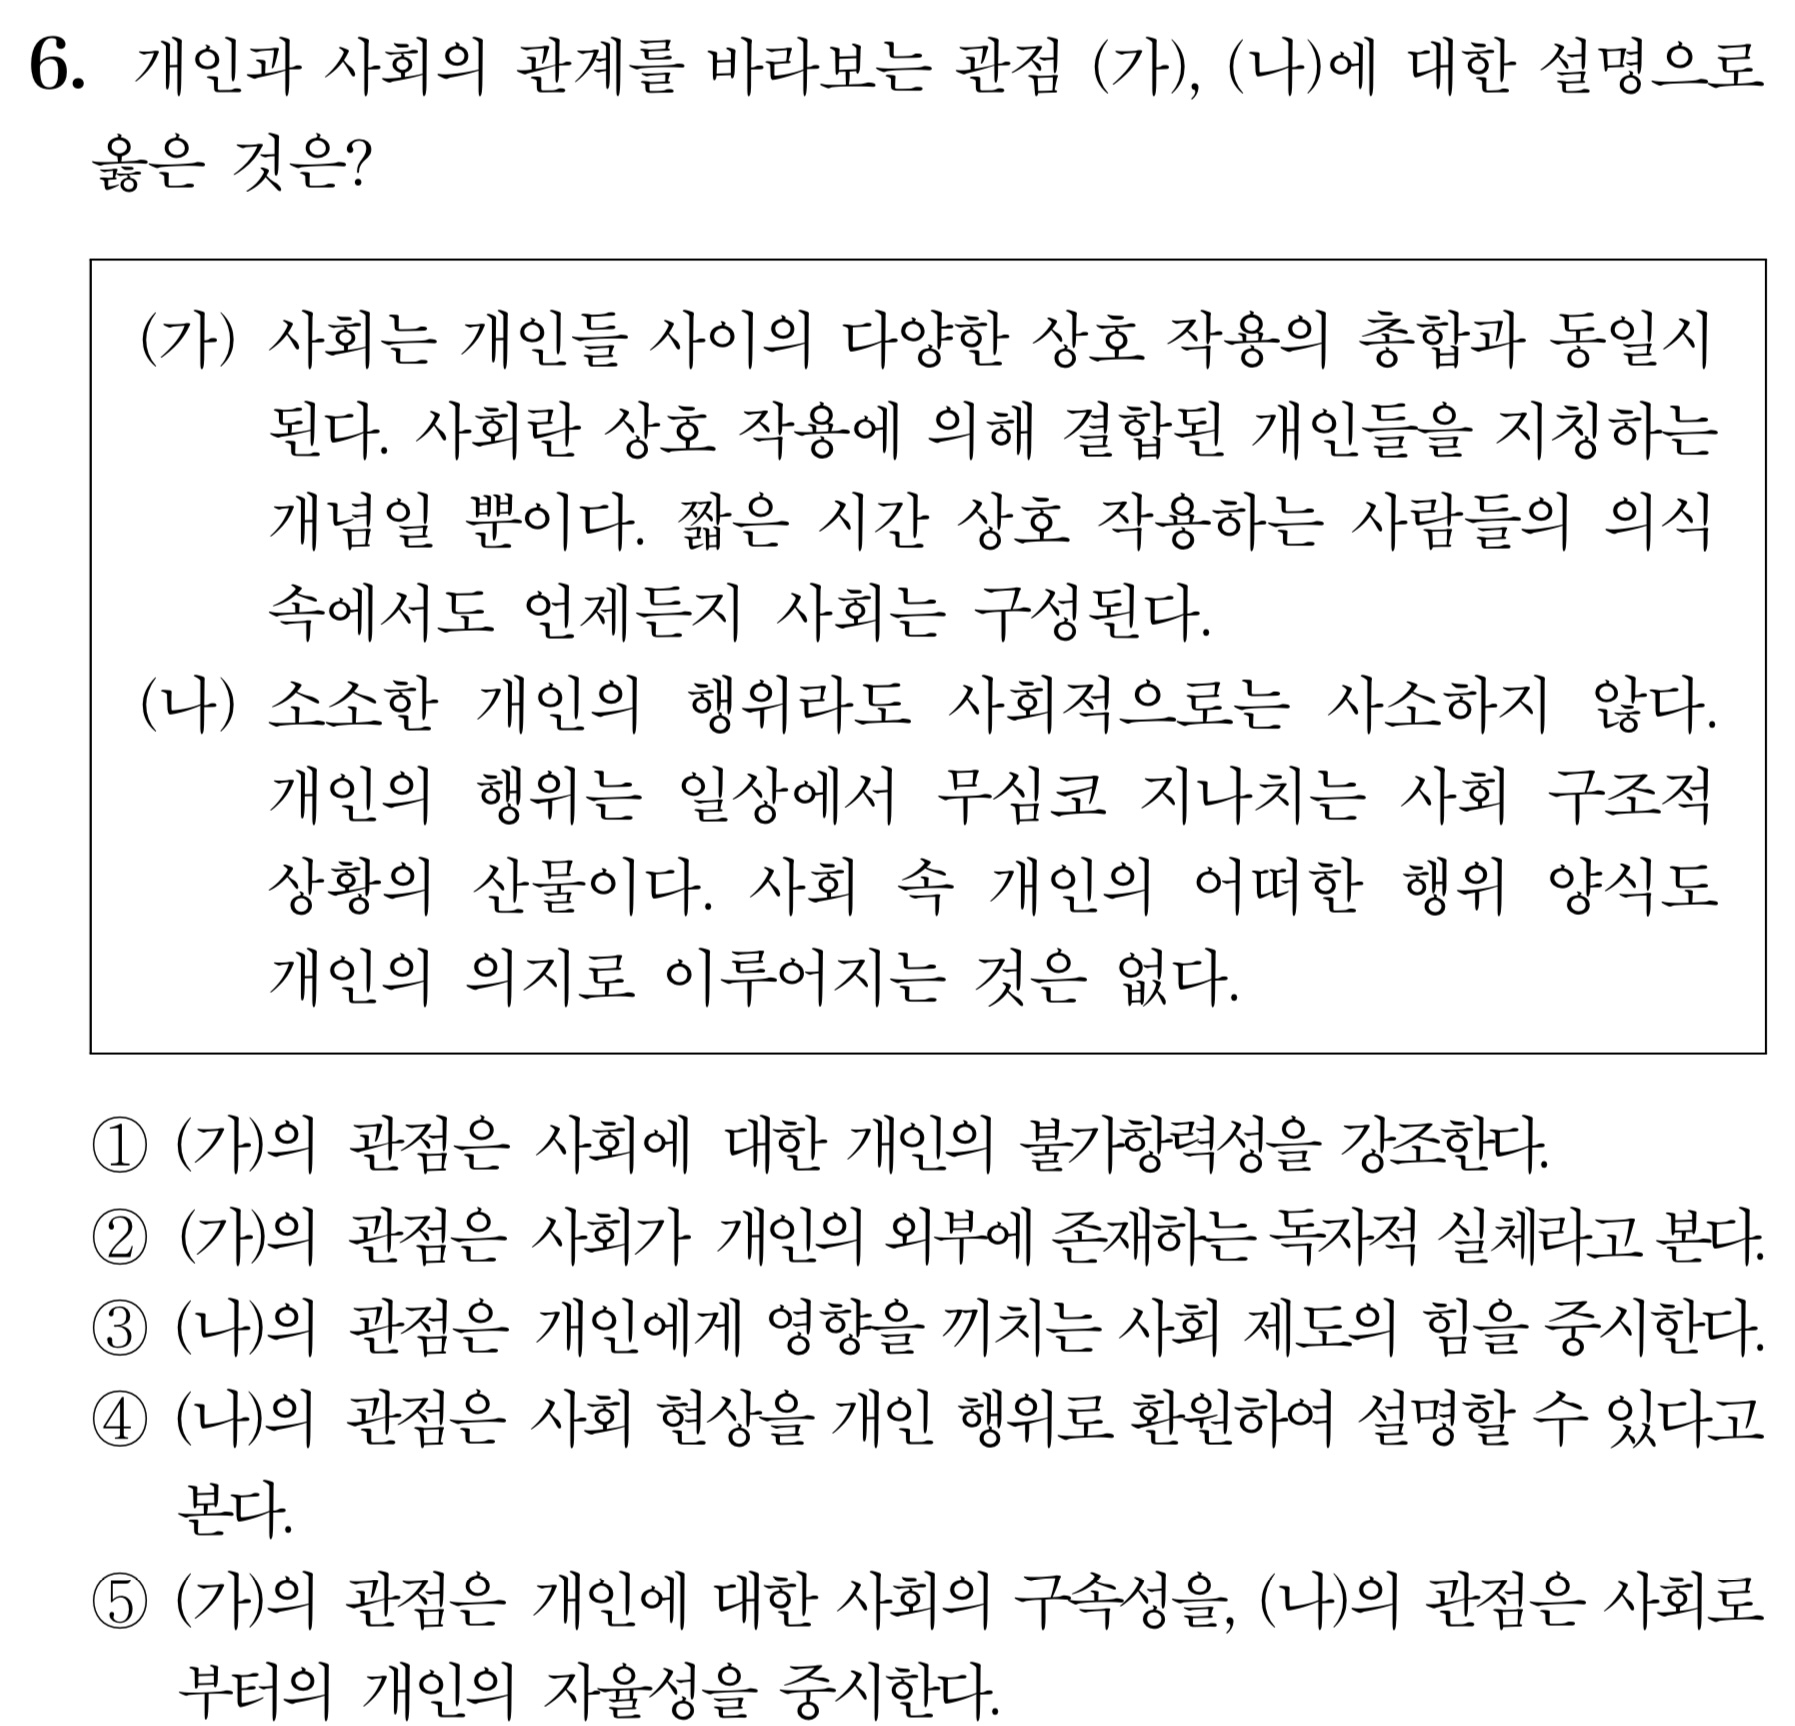 6. 개인과 사회의 관계를 바라보는 관점 (가), (나)에 대한 설명으로
옳은 것은?
(가) 사회는 개인들 사이의 다양한 상호 작용의 총합과 동일시
된다. 사회란 상호 작용에 의해 결합된 개인들을 지칭하는
개념일 뿐이다. 짧은 시간 상호 작용하는 사람들의 의식
속에서도 언제든지 사회는 구성된다.
(나) 소소한 개인의 행위라도 사회적으로는 사소하지 않다.
개인의 행위는 일상에서 무심코 지나치는 사회 구조적
상황의 산물이다. 사회 속 개인의 어떠한 행위 양식도
개인의 의지로 이루어지는 것은 없다.
① (가)의 관점은 사회에 대한 개인의 불가항력성을 강조한다.
② (가)의 관점은 사회가 개인의 외부에 존재하는 독자적 실체라고 본다.
③ (나)의 관점은 개인에게 영향을 끼치는 사회 제도의 힘을 중시한다.
④ (나)의 관점은 사회 현상을 개인 행위로 환원하여 설명할 수 있다고
본다.
⑤ (가)의 관점은 개인에 대한 사회의 구속성을, (나)의 관점은 사회로
부터의 개인의 자율성을 중시한다.